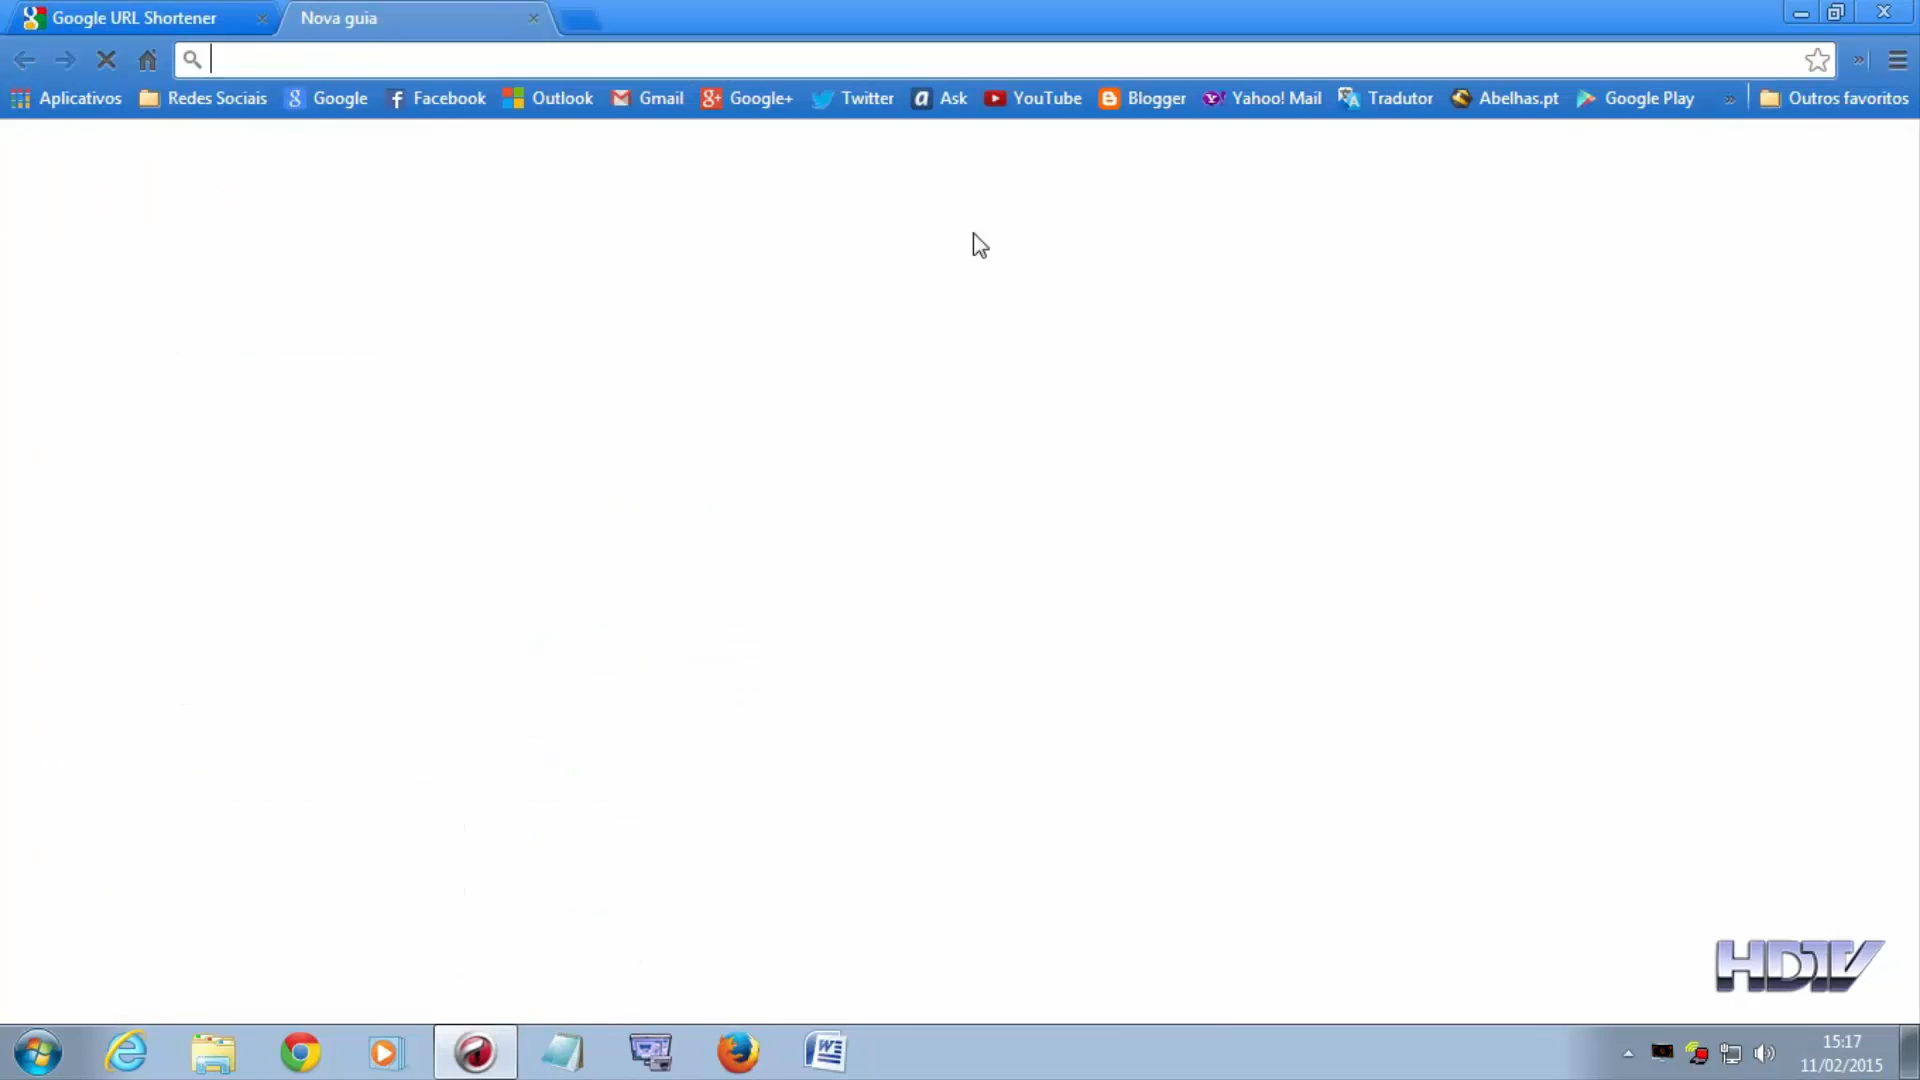 Google URL Shortener
Nova guia
Aplicativos Redes Sociais Google Facebook Outlook Gmail Google+ Twitter Ask YouTube Blogger Yahoo! Mail Tradutor Abelhas.pt Google Play » Outros favoritos
HDTV
15:17
11/02/2015